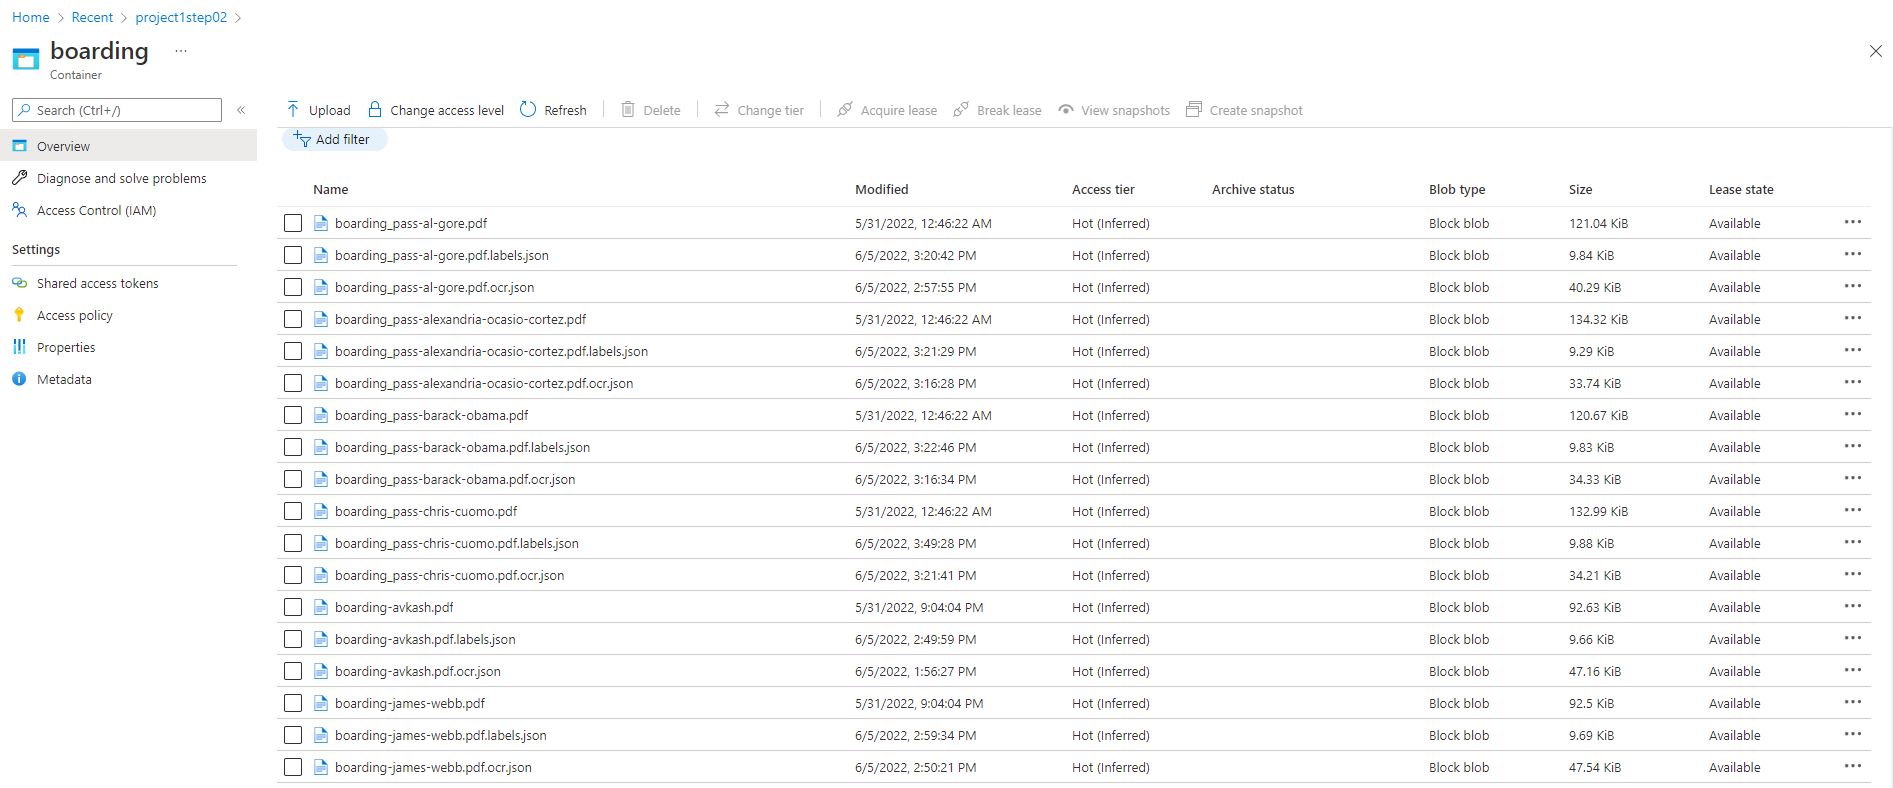 Home > Recent > project1step02 >
boarding ...
Container
Search (Ctrl+/) «
Upload Change access level Refresh Delete Change tier Acquire lease Break lease View snapshots Create snapshot
Add filter
Overview
Diagnose and solve problems
Access Control (IAM)
Settings
Shared access tokens
Access policy
Properties
Metadata
Name Modified Access tier Archive status Blob type Size Lease state
boarding_pass-al-gore.pdf 5/31/2022, 12:46:22 AM Hot (Inferred) Block blob 121.04 KiB Available
boarding_pass-al-gore.pdf.labels.json 6/5/2022, 3:20:42 PM Hot (Inferred) Block blob 9.84 KiB Available
boarding_pass-al-gore.pdf.ocr.json 6/5/2022, 2:57:55 PM Hot (Inferred) Block blob 40.29 KiB Available
boarding_pass-alexandria-ocasio-cortez.pdf 5/31/2022, 12:46:22 AM Hot (Inferred) Block blob 134.32 KiB Available
boarding_pass-alexandria-ocasio-cortez.pdf.labels.json 6/5/2022, 3:21:29 PM Hot (Inferred) Block blob 9.29 KiB Available
boarding_pass-alexandria-ocasio-cortez.pdf.ocr.json 6/5/2022, 3:16:28 PM Hot (Inferred) Block blob 33.74 KiB Available
boarding_pass-barack-obama.pdf 5/31/2022, 12:46:22 AM Hot (Inferred) Block blob 120.67 KiB Available
boarding_pass-barack-obama.pdf.labels.json 6/5/2022, 3:22:46 PM Hot (Inferred) Block blob 9.83 KiB Available
boarding_pass-barack-obama.pdf.ocr.json 6/5/2022, 3:16:34 PM Hot (Inferred) Block blob 34.33 KiB Available
boarding_pass-chris-cuomo.pdf 5/31/2022, 12:46:22 AM Hot (Inferred) Block blob 132.99 KiB Available
boarding_pass-chris-cuomo.pdf.labels.json 6/5/2022, 3:49:28 PM Hot (Inferred) Block blob 9.88 KiB Available
boarding_pass-chris-cuomo.pdf.ocr.json 6/5/2022, 3:21:41 PM Hot (Inferred) Block blob 34.21 KiB Available
boarding-avkash.pdf 5/31/2022, 9:04:04 PM Hot (Inferred) Block blob 92.63 KiB Available
boarding-avkash.pdf.labels.json 6/5/2022, 2:49:59 PM Hot (Inferred) Block blob 9.66 KiB Available
boarding-avkash.pdf.ocr.json 6/5/2022, 1:56:27 PM Hot (Inferred) Block blob 47.16 KiB Available
boarding-james-webb.pdf 5/31/2022, 9:04:04 PM Hot (Inferred) Block blob 92.5 KiB Available
boarding-james-webb.pdf.labels.json 6/5/2022, 2:59:34 PM Hot (Inferred) Block blob 9.69 KiB Available
boarding-james-webb.pdf.ocr.json 6/5/2022, 2:50:21 PM Hot (Inferred) Block blob 47.54 KiB Available